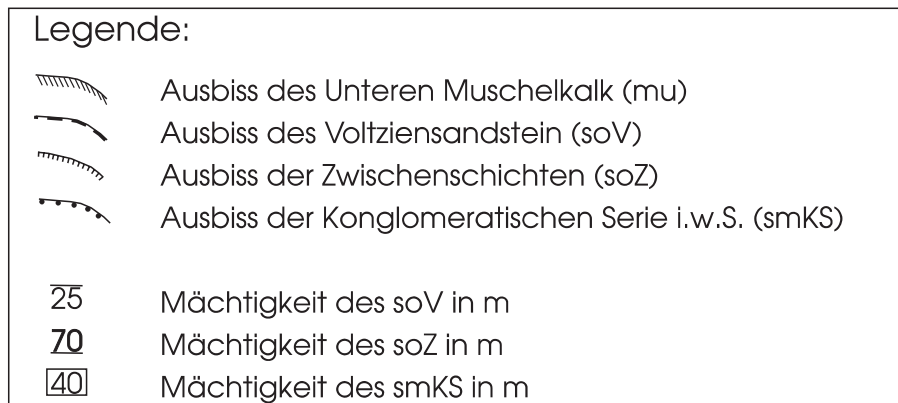 Legende:
Ausbiss des Unteren Muschelkalk (mu)
Ausbiss des Voltziensandstein (soV)
Ausbiss der Zwischenschichten (soZ)
Ausbiss der Konglomeratischen Serie i.w.S. (smKS)
25 Mächtigkeit des soV in m
70 Mächtigkeit des soZ in m
40 Mächtigkeit des smKS in m